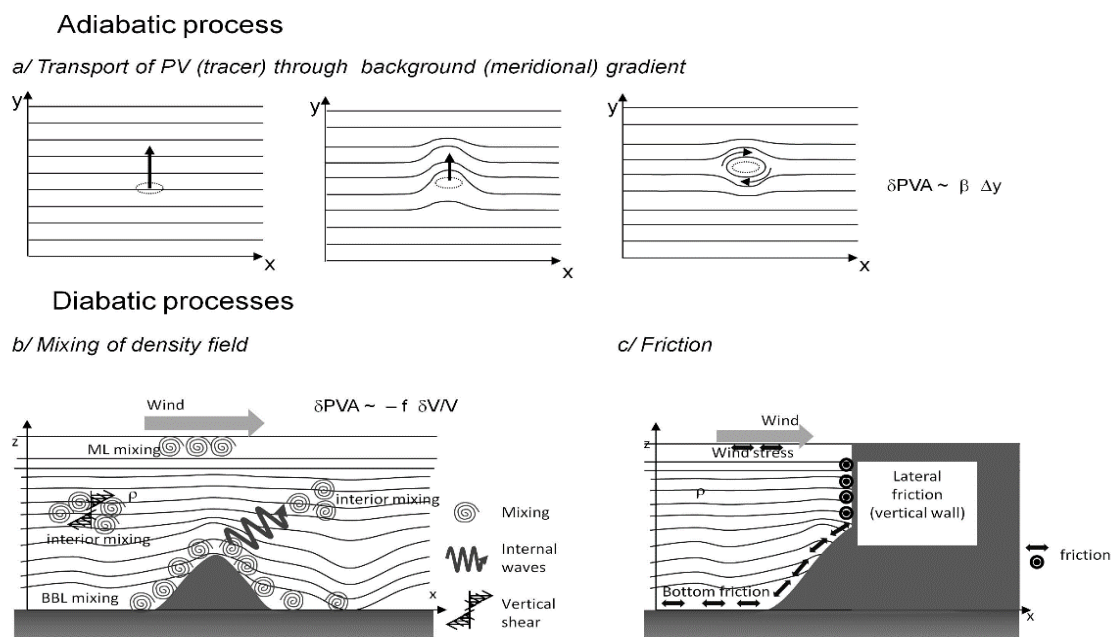 Adiabatic process
a/ Transport of PV (tracer) through background (meridional) gradient
y
x
y
x
y
x
δPVA ~ β Δy
Diabatic processes
b/ Mixing of density field
Wind
δPVA ~ − f δV/V
z
ML mixing
ρ
interior mixing
interior mixing
BBL mixing
x
Mixing
Internal
waves
Vertical
shear
c/ Friction
Wind
z
Wind stress
ρ
Lateral
friction
(vertical wall)
Bottom friction
x
friction